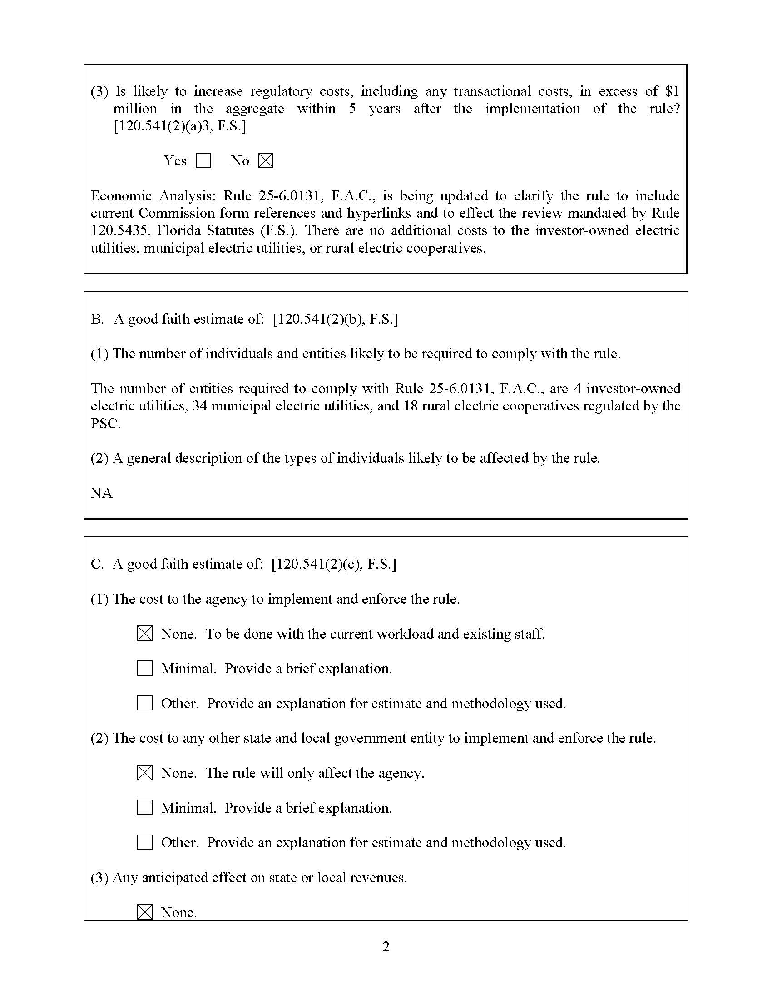 (3) Is likely to increase regulatory costs, including any transactional costs, in excess of $1
million in the aggregate within 5 years after the implementation of the rule?
[120.541(2)(a)3, F.S.]
Yes ☐ No ☒
Economic Analysis: Rule 25-6.0131, F.A.C., is being updated to clarify the rule to include
current Commission form references and hyperlinks and to effect the review mandated by Rule
120.5435, Florida Statutes (F.S.). There are no additional costs to the investor-owned electric
utilities, municipal electric utilities, or rural electric cooperatives.
B. A good faith estimate of: [120.541(2)(b), F.S.]
(1) The number of individuals and entities likely to be required to comply with the rule.
The number of entities required to comply with Rule 25-6.0131, F.A.C., are 4 investor-owned
electric utilities, 34 municipal electric utilities, and 18 rural electric cooperatives regulated by the
PSC.
(2) A general description of the types of individuals likely to be affected by the rule.
NA
C. A good faith estimate of: [120.541(2)(c), F.S.]
(1) The cost to the agency to implement and enforce the rule.
☒ None. To be done with the current workload and existing staff.
☐ Minimal. Provide a brief explanation.
☐ Other. Provide an explanation for estimate and methodology used.
(2) The cost to any other state and local government entity to implement and enforce the rule.
☒ None. The rule will only affect the agency.
☐ Minimal. Provide a brief explanation.
☐ Other. Provide an explanation for estimate and methodology used.
(3) Any anticipated effect on state or local revenues.
☒ None.
2